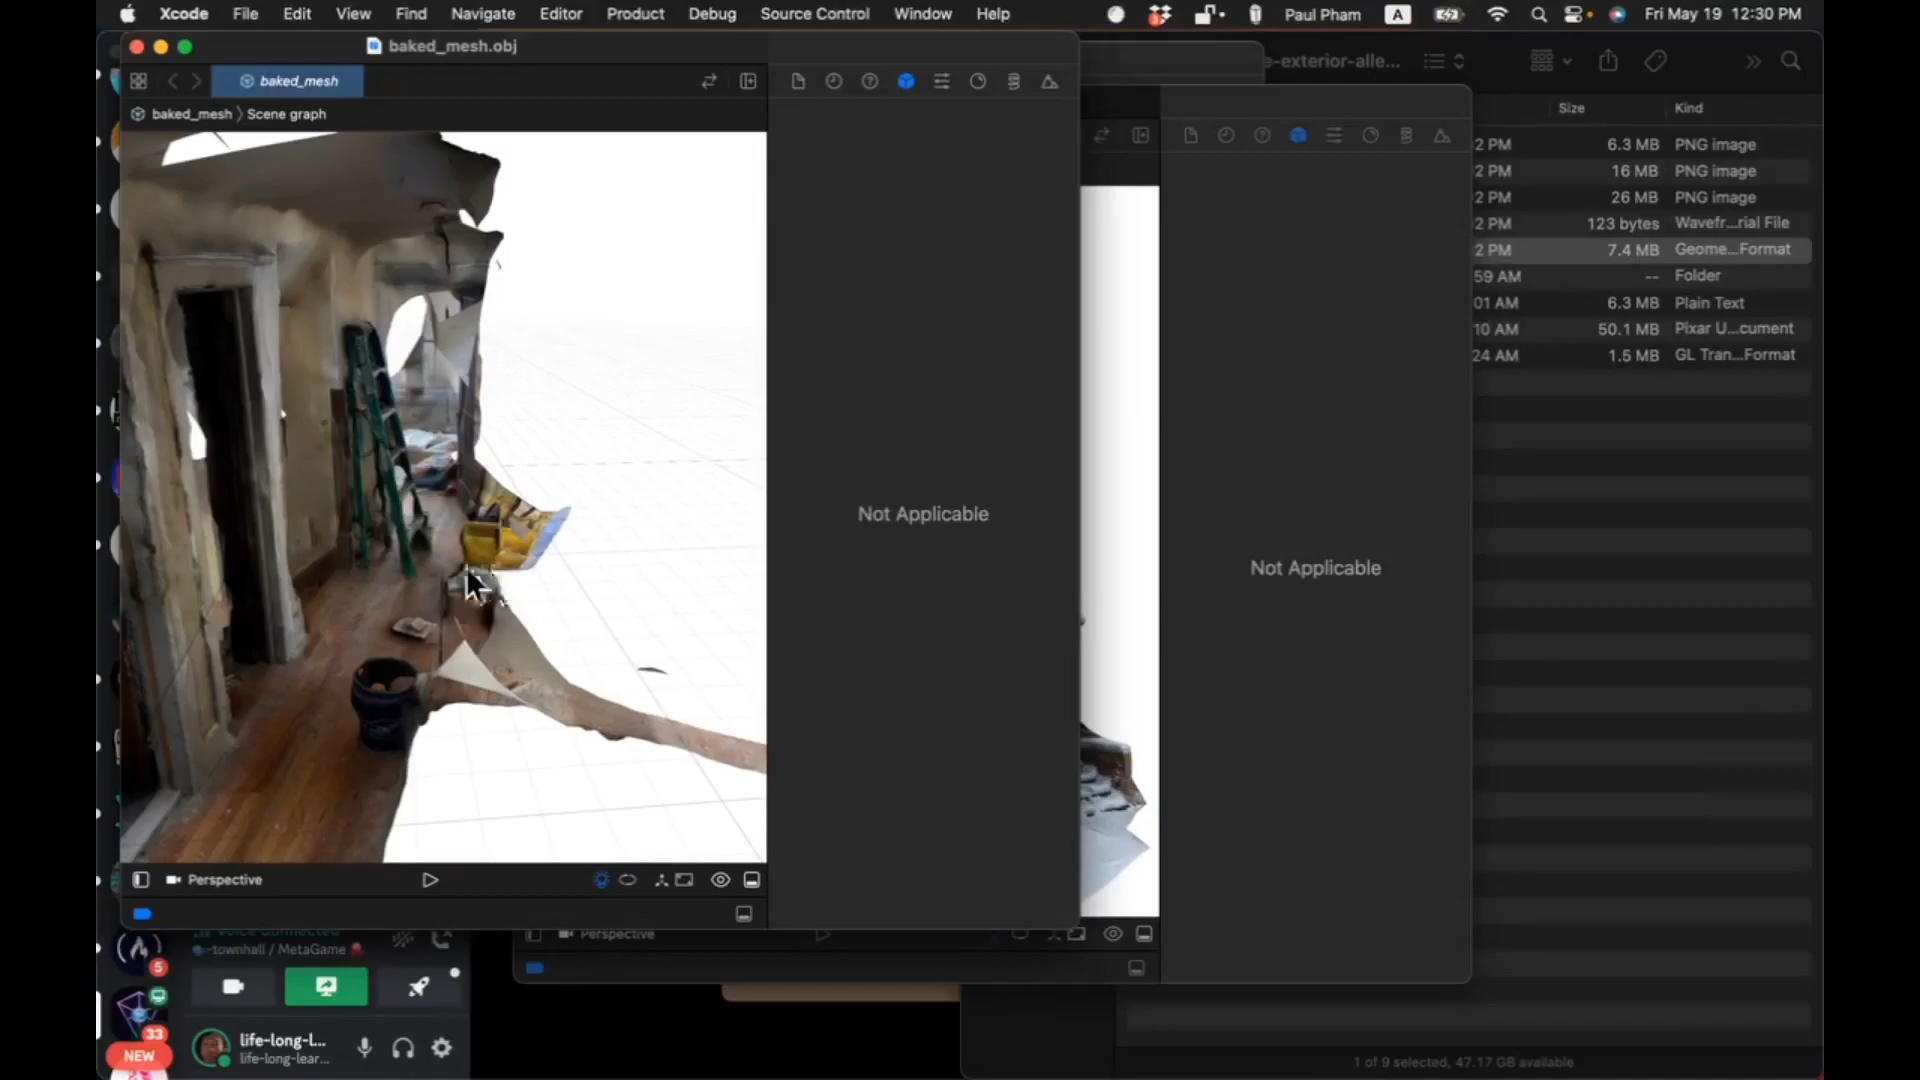 Xcode File Edit View Find Navigate Editor Product Debug Source Control Window Help 3 Paul Pham A Fri May 19 12:30 PM
baked_mesh.obj
e-exterior-alle...
baked_mesh
baked_mesh Scene graph
Size Kind
2 PM 6.3 MB PNG image
2 PM 16 MB PNG image
2 PM 26 MB PNG image
2 PM 123 bytes Wavefr...rial File
2 PM 7.4 MB Geome...Format
59 AM -- Folder
01 AM 6.3 MB Plain Text
10 AM 50.1 MB Pixar U...cument
24 AM 1.5 MB GL Tran...Format
Not Applicable
Not Applicable
Perspective
Perspective
Voice Connected
townhall / MetaGame
5
33
NEW
life-long-l...
life-long-lear...
1 of 9 selected, 47.17 GB available